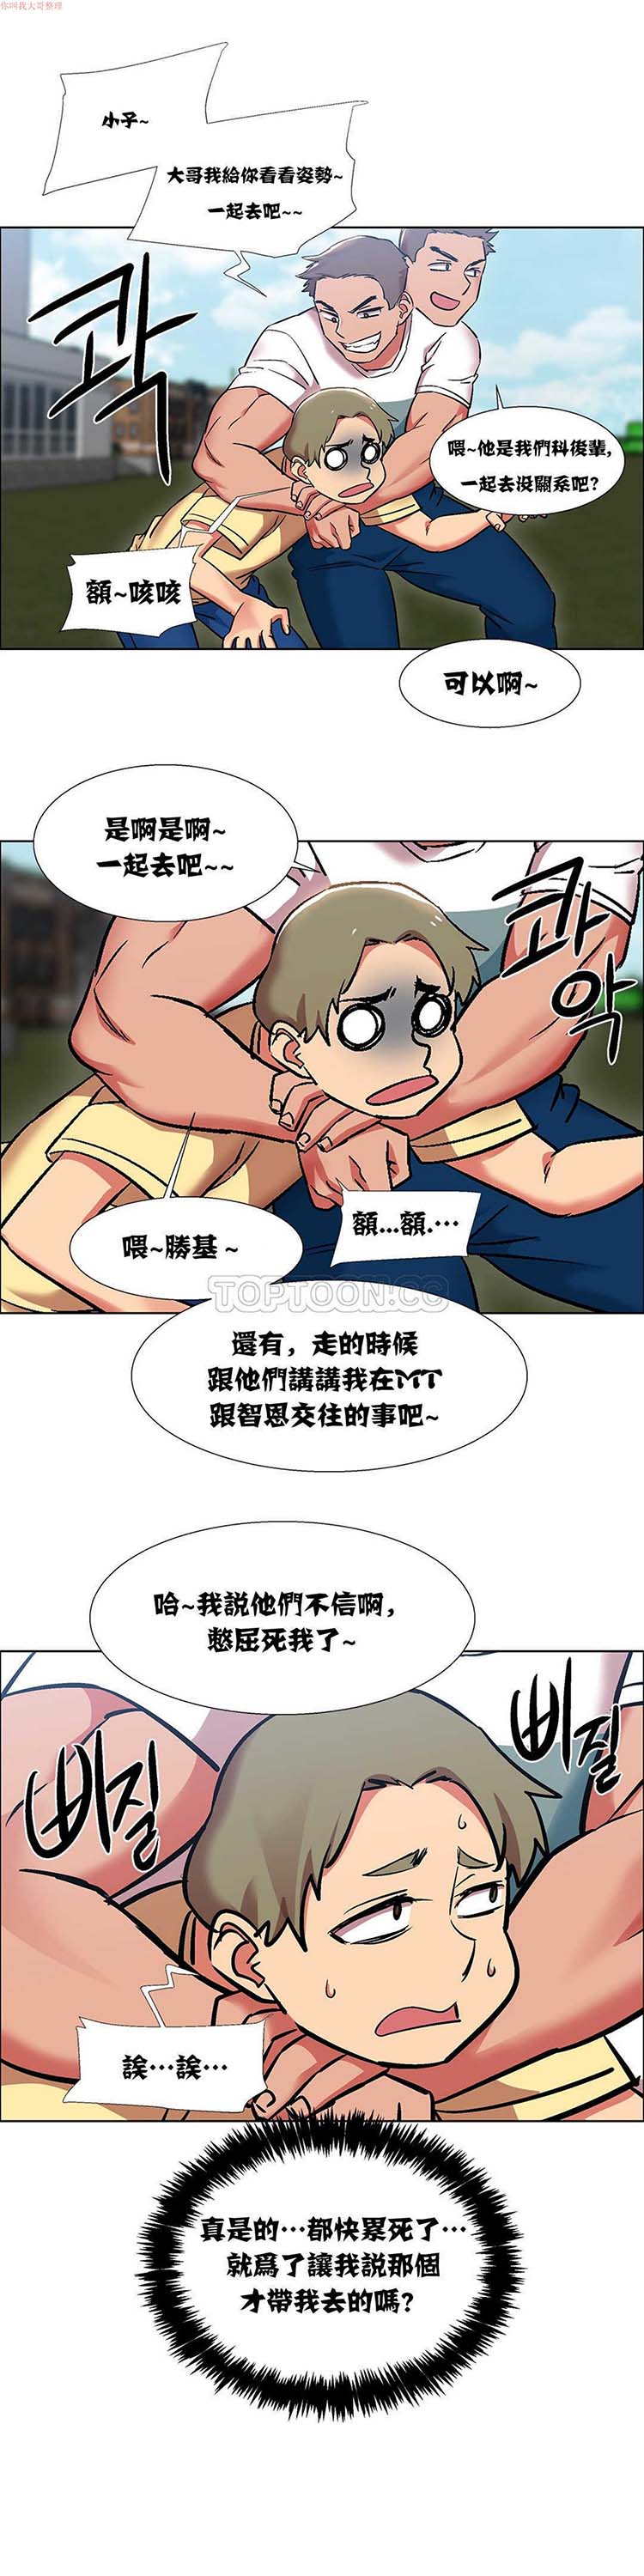 你叫我大哥整理
小子~
大哥我給你看看姿勢~
一起去吧~~
콱
喂~他是我們科後輩,
一起去没關系吧?
額~咳咳
可以啊~
是啊是啊~
一起去吧~~
콰
악
喂~勝基~
額...額.…
TOPTOON.CC
還有，走的時候
跟他們講講我在MT
跟智恩交往的事吧~
哈~我説他們不信啊,
憋屈死我了~
삐질
삐질
誒…誒…
真是的…都快累死了…
就爲了讓我説那個
才帶我去的嗎?